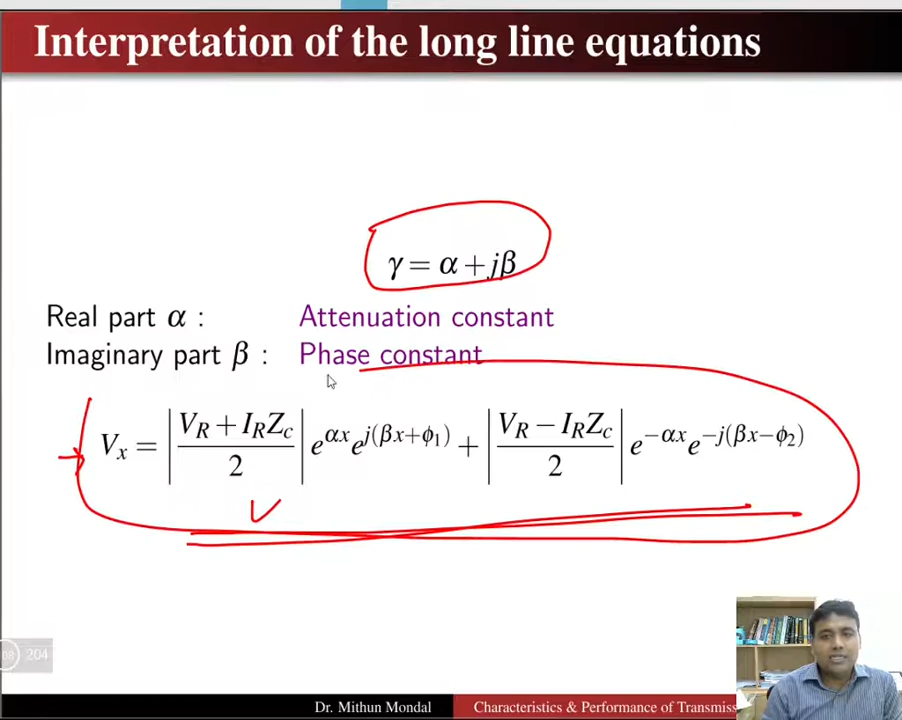 Interpretation of the long line equations
γ = α + jβ
Real part α : Attenuation constant
Imaginary part β : Phase constant
V_x = |(V_R + I_R Z_c)/2| e^{αx} e^{j(βx+ϕ_1)} + |(V_R − I_R Z_c)/2| e^{−αx} e^{−j(βx−ϕ_2)}
204
Dr. Mithun Mondal Characteristics & Performance of Transmiss